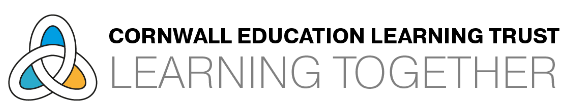 CORNWALL EDUCATION LEARNING TRUST
LEARNING TOGETHER